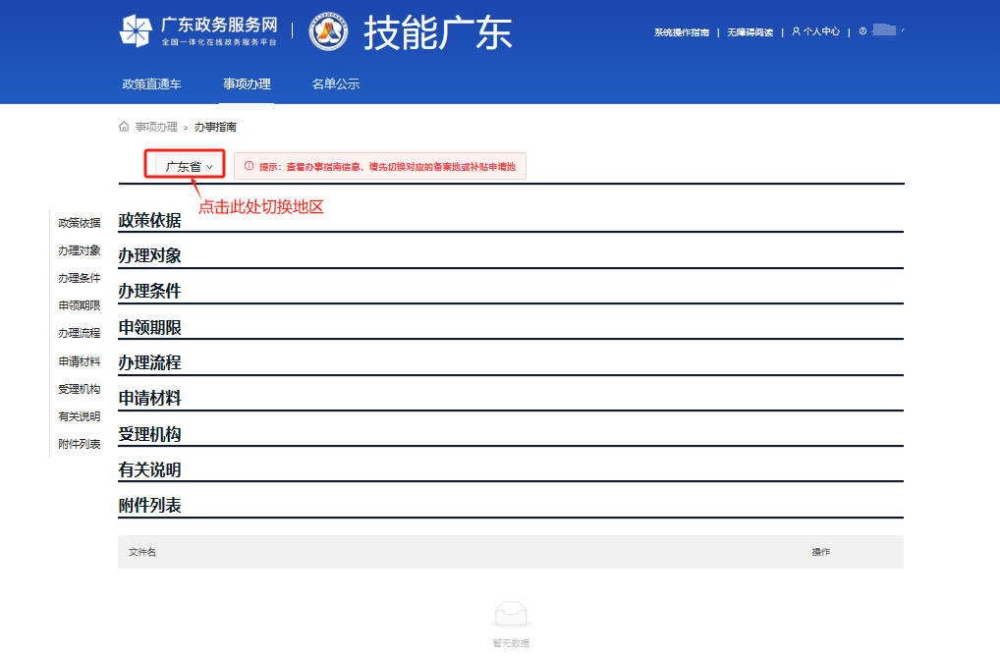 广东政务服务网
全国一体化在线政务服务平台
技能广东
系统操作指南 | 无障碍阅读 | 个人中心 |
政策直通车 事项办理 名单公示
事项办理 > 办事指南
广东省
提示：查看办事指南信息，请先切换对应的备案地或补贴申请地
点击此处切换地区
政策依据
办理对象
办理条件
申领期限
办理流程
申请材料
受理机构
有关说明
附件列表
政策依据
办理对象
办理条件
申领期限
办理流程
申请材料
受理机构
有关说明
附件列表
文件名 操作
暂无数据